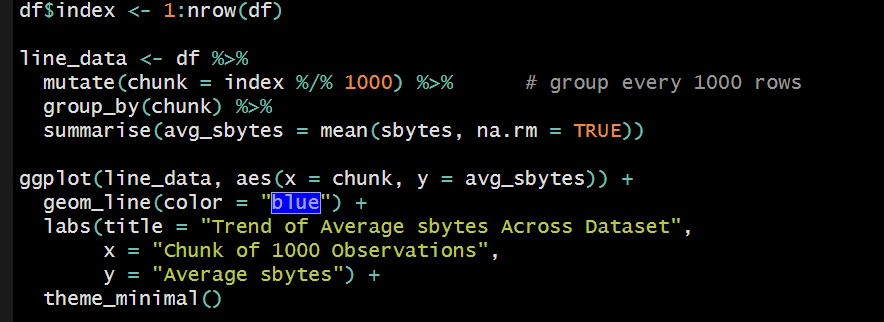 df$index <- 1:nrow(df)
line_data <- df %>%
  mutate(chunk = index %/% 1000) %>%      # group every 1000 rows
  group_by(chunk) %>%
  summarise(avg_sbytes = mean(sbytes, na.rm = TRUE))
ggplot(line_data, aes(x = chunk, y = avg_sbytes)) +
  geom_line(color = "blue") +
  labs(title = "Trend of Average sbytes Across Dataset",
       x = "Chunk of 1000 Observations",
       y = "Average sbytes") +
  theme_minimal()